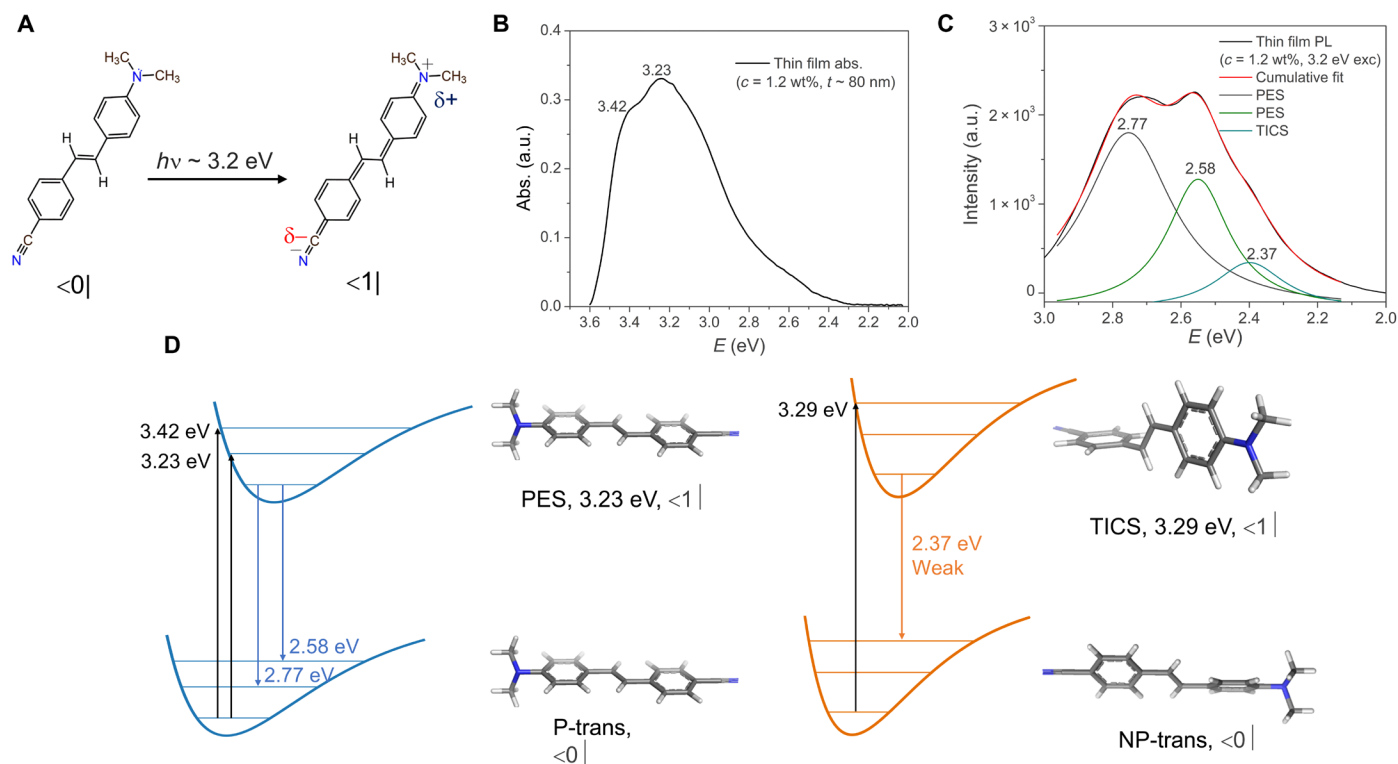 A
H₃C
N
CH₃
H
H
C
N
<0|
hν ~ 3.2 eV
H₃C
+
N
CH₃
δ+
H
H
δ−
C
−
N
<1|
B
Abs. (a.u.)
0.4
0.3
0.2
0.1
0.0
3.42
3.23
Thin film abs.
(c = 1.2 wt%, t ~ 80 nm)
3.6 3.4 3.2 3.0 2.8 2.6 2.4 2.2 2.0
E (eV)
C
Intensity (a.u.)
3 × 10³
2 × 10³
1 × 10³
0
Thin film PL
(c = 1.2 wt%, 3.2 eV exc)
Cumulative fit
PES
PES
TICS
2.77
2.58
2.37
3.0 2.8 2.6 2.4 2.2 2.0
E (eV)
D
3.42 eV
3.23 eV
2.58 eV
2.77 eV
PES, 3.23 eV, <1|
P-trans,
<0|
3.29 eV
2.37 eV
Weak
TICS, 3.29 eV, <1|
NP-trans, <0|